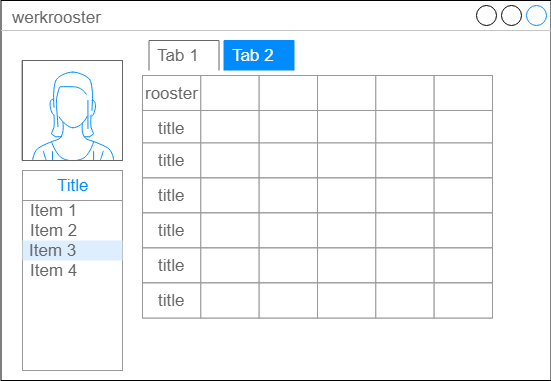 werkrooster
Tab 1
Tab 2
rooster
title
title
title
title
title
title
Title
Item 1
Item 2
Item 3
Item 4